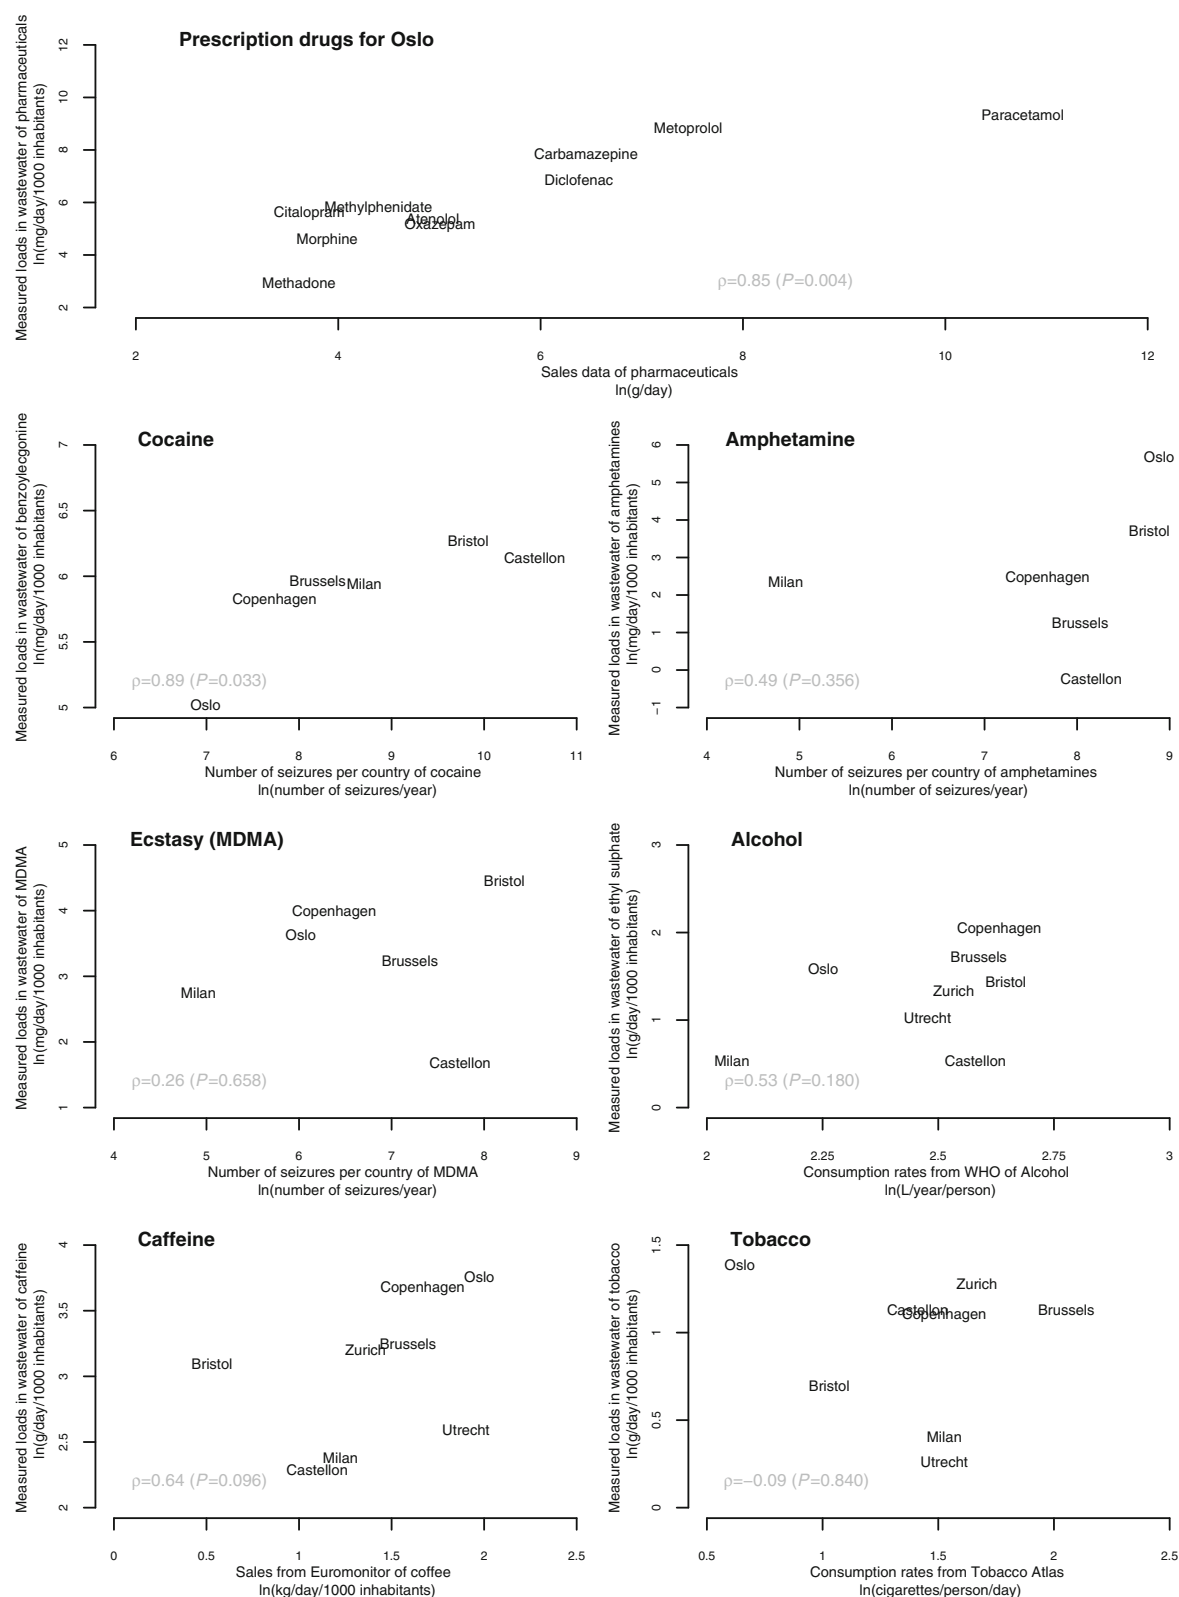 Prescription drugs for Oslo
Measured loads in wastewater of pharmaceuticals
ln(mg/day/1000 inhabitants)
12
10
8
6
4
2
Paracetamol
Metoprolol
Carbamazepine
Diclofenac
Methylphenidate
Citalopram
Atenolol
Oxazepam
Morphine
Methadone
ρ=0.85 (P=0.004)
2 4 6 8 10 12
Sales data of pharmaceuticals
ln(g/day)
Cocaine
Measured loads in wastewater of benzoylecgonine
ln(mg/day/1000 inhabitants)
7
6.5
6
5.5
5
Bristol
Castellon
Brussels
Milan
Copenhagen
ρ=0.89 (P=0.033)
Oslo
6 7 8 9 10 11
Number of seizures per country of cocaine
ln(number of seizures/year)
Amphetamine
Measured loads in wastewater of amphetamines
ln(mg/day/1000 inhabitants)
6
5
4
3
2
1
0
−1
Oslo
Bristol
Copenhagen
Milan
Brussels
Castellon
ρ=0.49 (P=0.356)
4 5 6 7 8 9
Number of seizures per country of amphetamines
ln(number of seizures/year)
Ecstasy (MDMA)
Measured loads in wastewater of MDMA
ln(mg/day/1000 inhabitants)
5
4
3
2
1
Bristol
Copenhagen
Oslo
Brussels
Milan
Castellon
ρ=0.26 (P=0.658)
4 5 6 7 8 9
Number of seizures per country of MDMA
ln(number of seizures/year)
Alcohol
Measured loads in wastewater of ethyl sulphate
ln(g/day/1000 inhabitants)
3
2
1
0
Copenhagen
Brussels
Oslo
Bristol
Zurich
Utrecht
Milan
Castellon
ρ=0.53 (P=0.180)
2 2.25 2.5 2.75 3
Consumption rates from WHO of Alcohol
ln(L/year/person)
Caffeine
Measured loads in wastewater of caffeine
ln(g/day/1000 inhabitants)
4
3.5
3
2.5
2
Oslo
Copenhagen
Brussels
Zurich
Bristol
Utrecht
Milan
Castellon
ρ=0.64 (P=0.096)
0 0.5 1 1.5 2 2.5
Sales from Euromonitor of coffee
ln(kg/day/1000 inhabitants)
Tobacco
Measured loads in wastewater of tobacco
ln(g/day/1000 inhabitants)
1.5
1
0.5
0
Oslo
Zurich
Castellon
Copenhagen
Brussels
Bristol
Milan
Utrecht
ρ=−0.09 (P=0.840)
0.5 1 1.5 2 2.5
Consumption rates from Tobacco Atlas
ln(cigarettes/person/day)